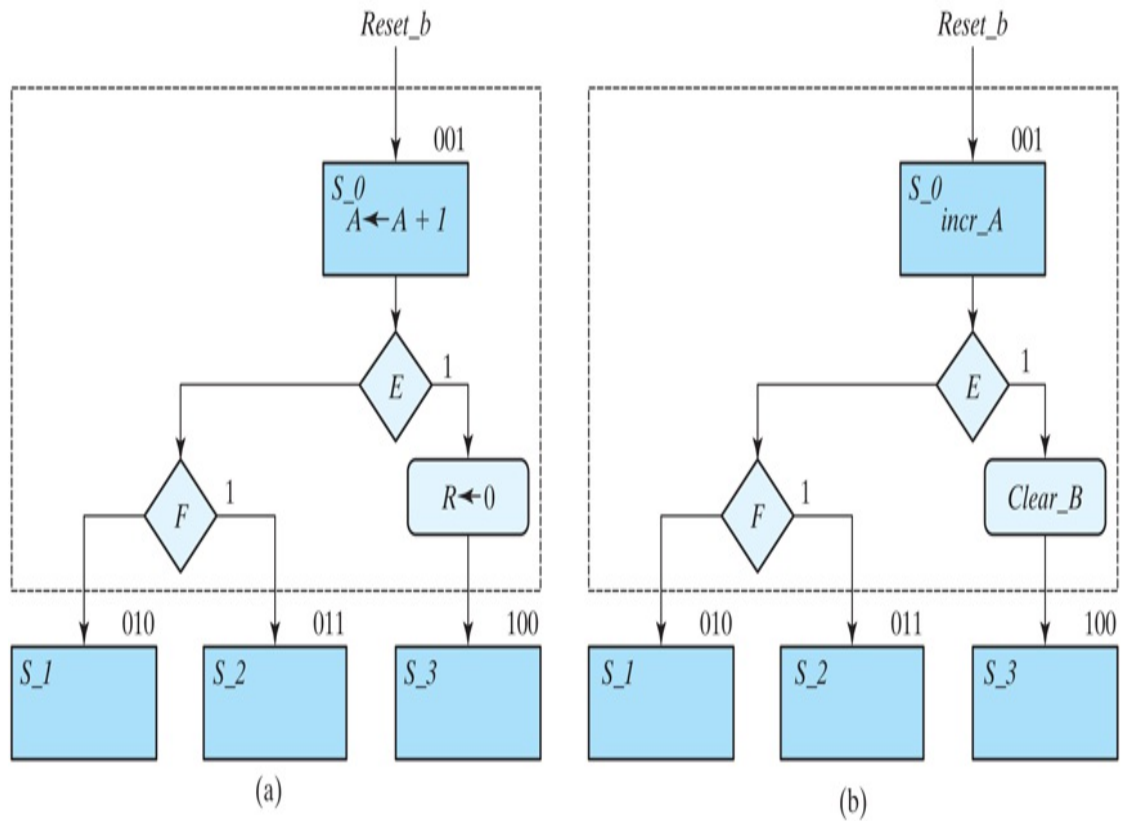 Reset_b
001
S_0
A←A + 1
E
1
F
1
R←0
010
S_1
011
S_2
100
S_3
(a)
Reset_b
001
S_0
incr_A
E
1
F
1
Clear_B
010
S_1
011
S_2
100
S_3
(b)